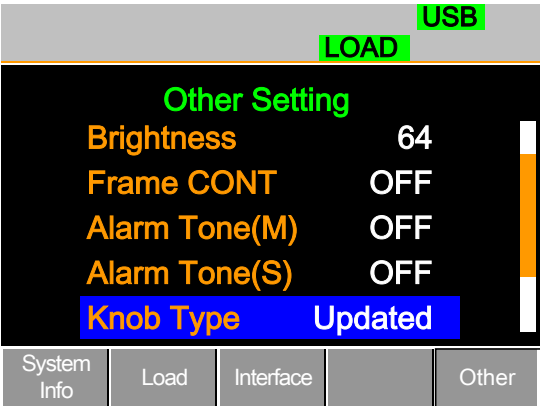 USB
LOAD
Other Setting
Brightness 64
Frame CONT OFF
Alarm Tone(M) OFF
Alarm Tone(S) OFF
Knob Type Updated
System Info Load Interface Other